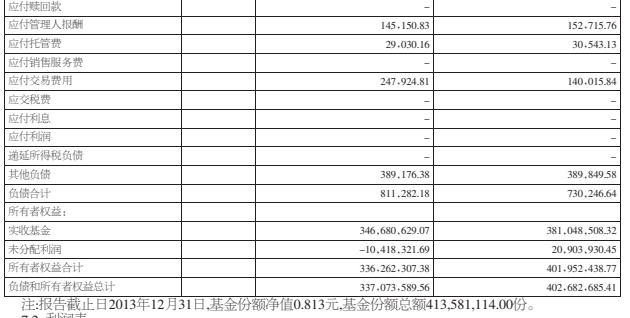 应付赎回款 – –
应付管理人报酬 145,150.83 152,715.76
应付托管费 29,030.16 30,543.13
应付销售服务费 – –
应付交易费用 247,924.81 140,015.84
应交税费 – –
应付利息 – –
应付利润 – –
递延所得税负债 – –
其他负债 389,176.38 389,849.58
负债合计 811,282.18 730,246.64
所有者权益:
实收基金 346,680,629.07 381,048,508.32
未分配利润 -10,418,321.69 20,903,930.45
所有者权益合计 336,262,307.38 401,952,438.77
负债和所有者权益总计 337,073,589.56 402,682,685.41
注:报告截止日2013年12月31日,基金份额净值0.813元,基金份额总额413,581,114.00份。
7.2 利润表